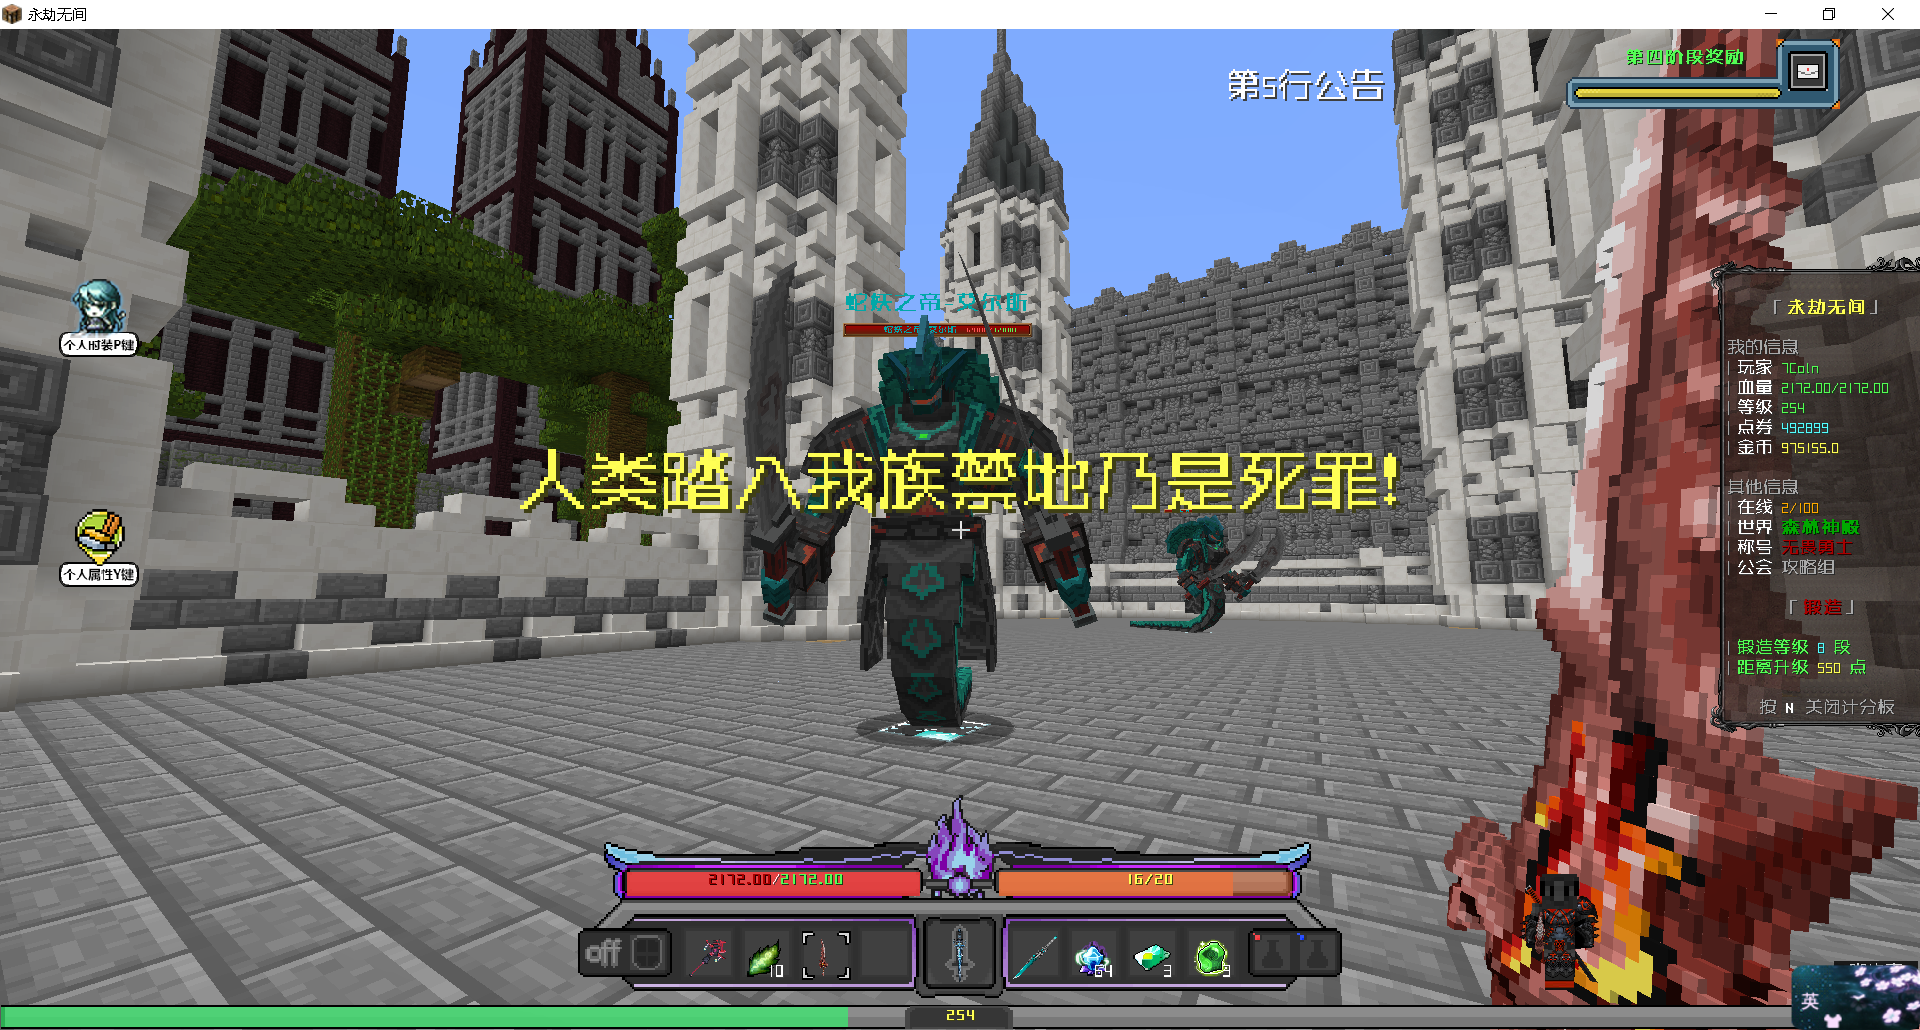 永劫无间
第四阶段奖励
第5行公告
蛇妖之帝-艾尔斯
个人时装P键
人类踏入我族禁地乃是死罪!
个人属性Y键
「 永劫无间 」
我的信息
玩家 7Coln
血量 2172.00/2172.00
等级 254
点券 492899
金币 975155.0
其他信息
在线 2/100
世界 森林神殿
称号 无畏勇士
公会 攻略组
「 锻造 」
锻造等级 8 段
距离升级 550 点
按 N 关闭计分板
2172.00/2172.00
16/20
off
10
64
3
9
254
英